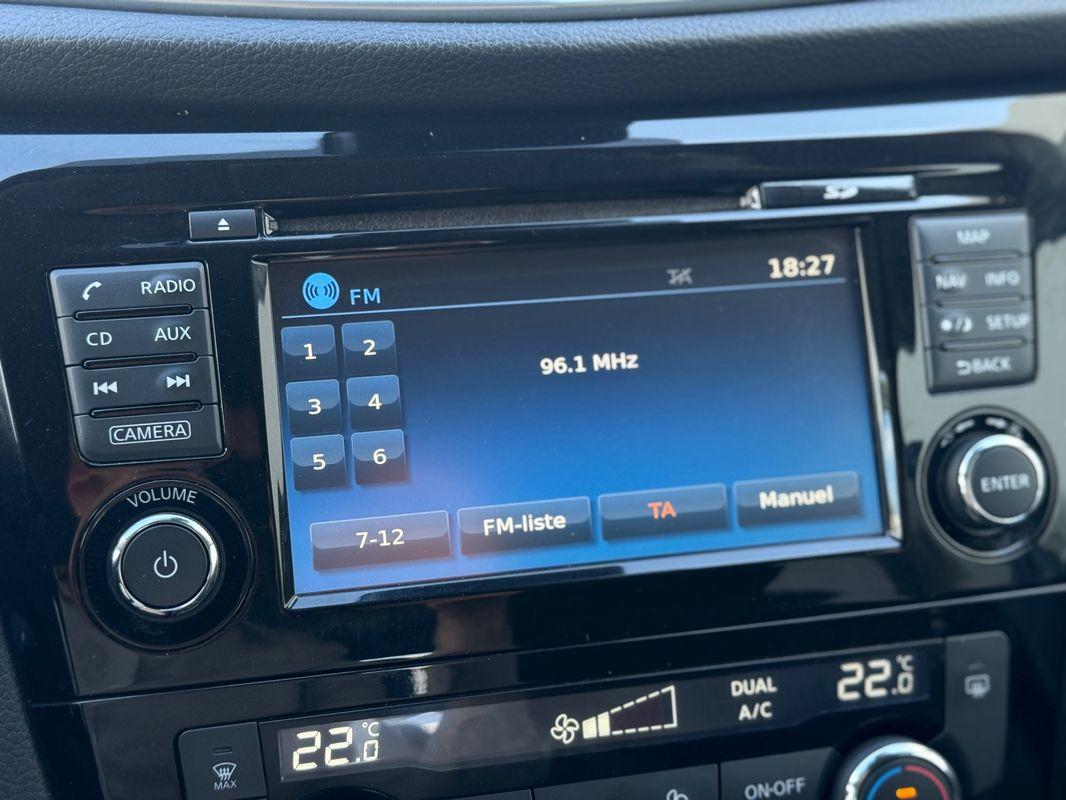 SD
MAP
RADIO
NAV INFO
CD AUX
SETUP
BACK
CAMERA
FM TA 18:27
1 2
96.1 MHz
3 4
5 6
7-12 FM-liste TA Manuel
VOLUME
ENTER
22.0 °C
DUAL
A/C
22.0 °C
MAX
ON·OFF